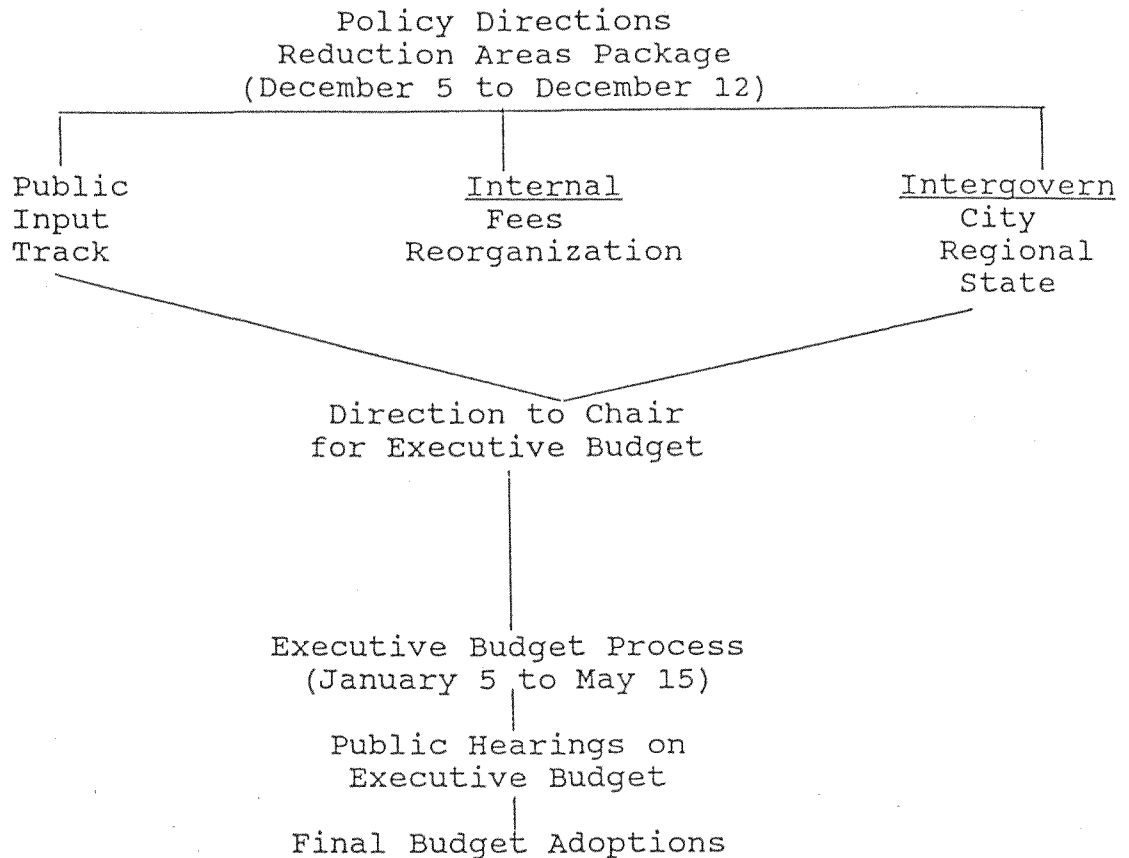 Policy Directions
Reduction Areas Package
(December 5 to December 12)
Public
Input
Track
Internal
Fees
Reorganization
Intergovern
City
Regional
State
Direction to Chair
for Executive Budget
Executive Budget Process
(January 5 to May 15)
Public Hearings on
Executive Budget
Final Budget Adoptions